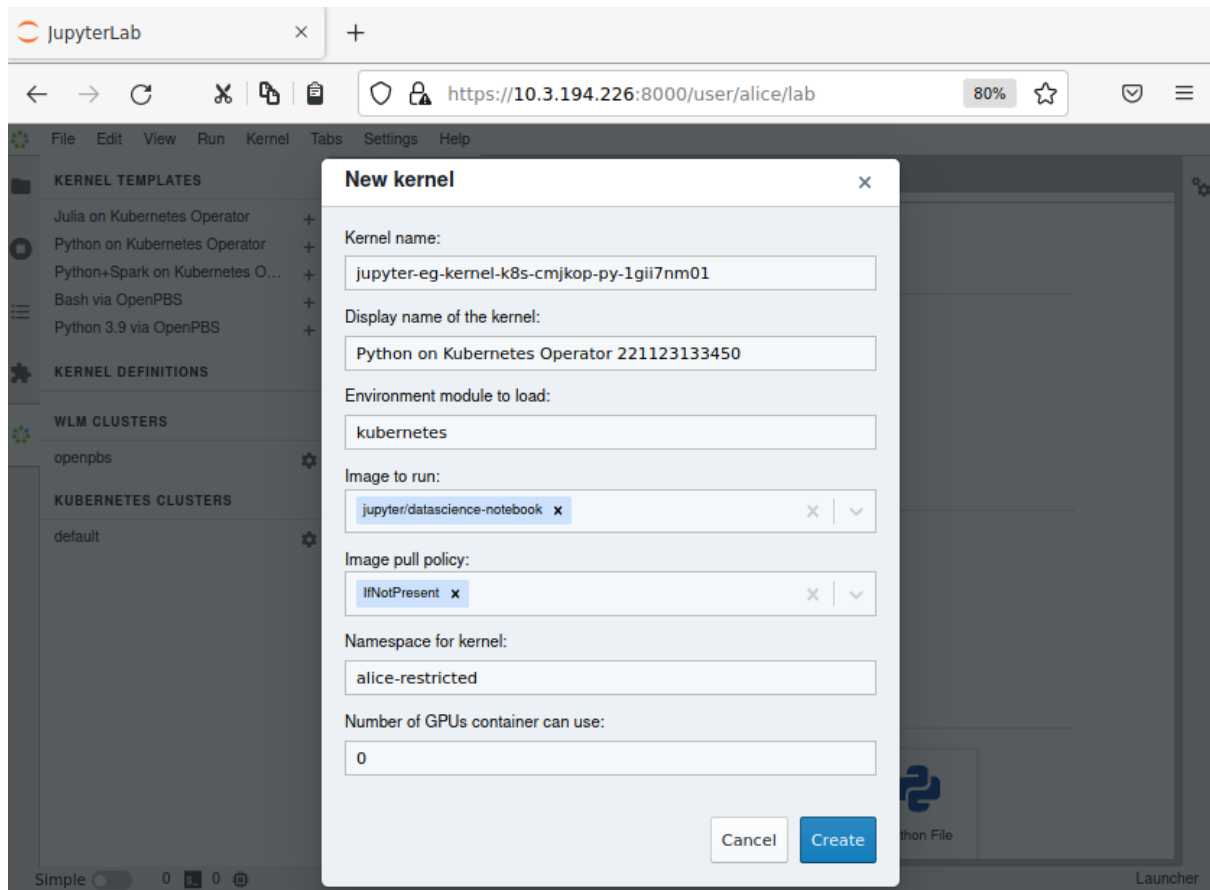 JupyterLab
https://10.3.194.226:8000/user/alice/lab
80%
File Edit View Run Kernel Tabs Settings Help
KERNEL TEMPLATES
Julia on Kubernetes Operator
Python on Kubernetes Operator
Python+Spark on Kubernetes O...
Bash via OpenPBS
Python 3.9 via OpenPBS
KERNEL DEFINITIONS
WLM CLUSTERS
openpbs
KUBERNETES CLUSTERS
default
New kernel
Kernel name:
jupyter-eg-kernel-k8s-cmjkop-py-1gii7nm01
Display name of the kernel:
Python on Kubernetes Operator 221123133450
Environment module to load:
kubernetes
Image to run:
jupyter/datascience-notebook
Image pull policy:
IfNotPresent
Namespace for kernel:
alice-restricted
Number of GPUs container can use:
0
Cancel Create
thon File
Simple 0 0
Launcher